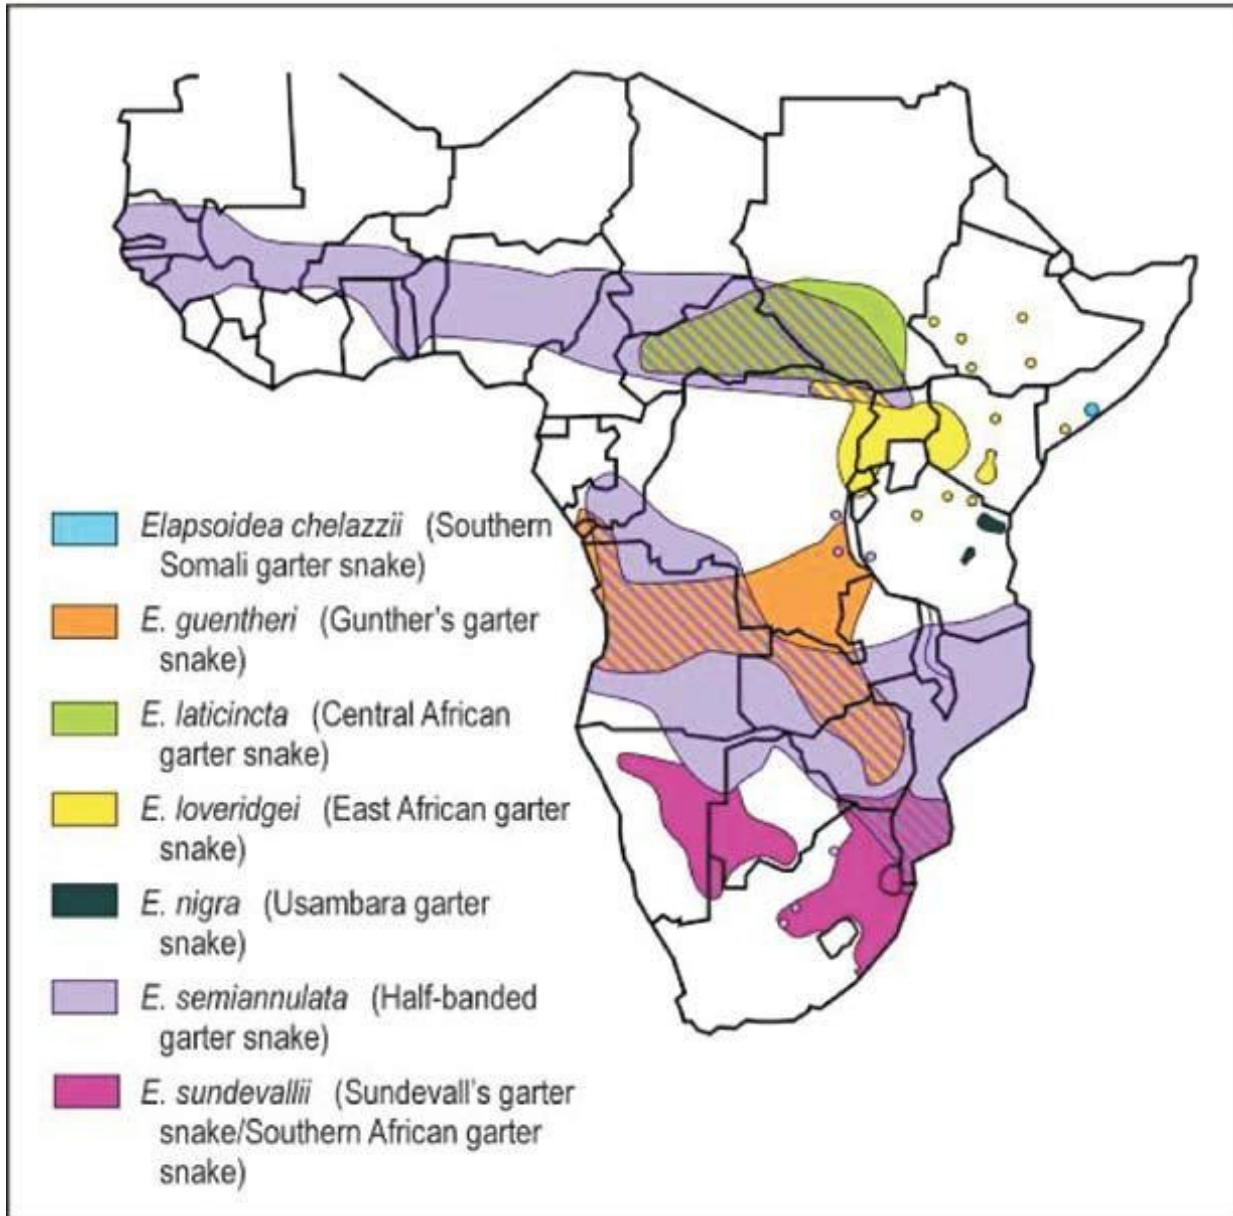 Elapsoidea chelazzii (Southern
Somali garter snake)
E. guentheri (Gunther's garter
snake)
E. laticincta (Central African
garter snake)
E. loveridgei (East African garter
snake)
E. nigra (Usambara garter
snake)
E. semiannulata (Half-banded
garter snake)
E. sundevallii (Sundevall's garter
snake/Southern African garter
snake)